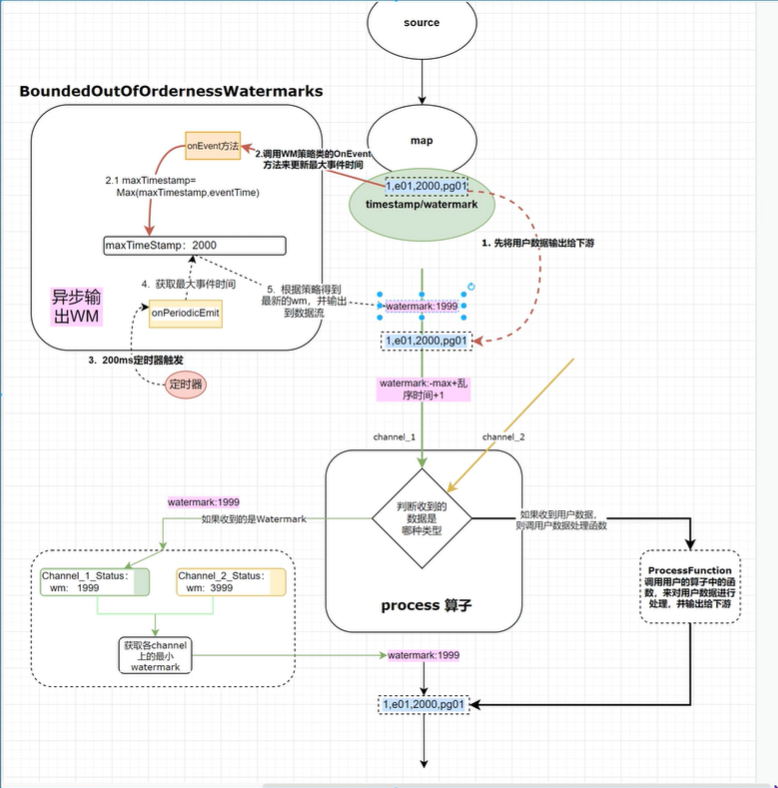 source
BoundedOutOfOrdernessWatermarks
map
onEvent方法
2.调用WM策略类的OnEvent
方法来更新最大事件时间
2.1 maxTimestamp=
Max(maxTimestamp,eventTime)
1,e01,2000,pg01
timestamp/watermark
maxTimeStamp：2000
1. 先将用户数据输出给下游
4. 获取最大事件时间
5. 根据策略得到
最新的wm，并输出
到数据流
异步输
出WM
onPeriodicEmit
watermark:1999
1,e01,2000,pg01
3. 200ms定时器触发
定时器
watermark:-max+乱
序时间+1
channel_1
channel_2
watermark:1999
如果收到的是Watermark
判断收到的
数据是
哪种类型
如果收到用户数据，
则调用用户数据处理函数
Channel_1_Status：
wm: 1999
Channel_2_Status：
wm: 3999
ProcessFunction
调用用户的算子中的函
数，来对用户数据进行
处理，并输出给下游
process 算子
获取各channel
上的最小
watermark
watermark:1999
1,e01,2000,pg01